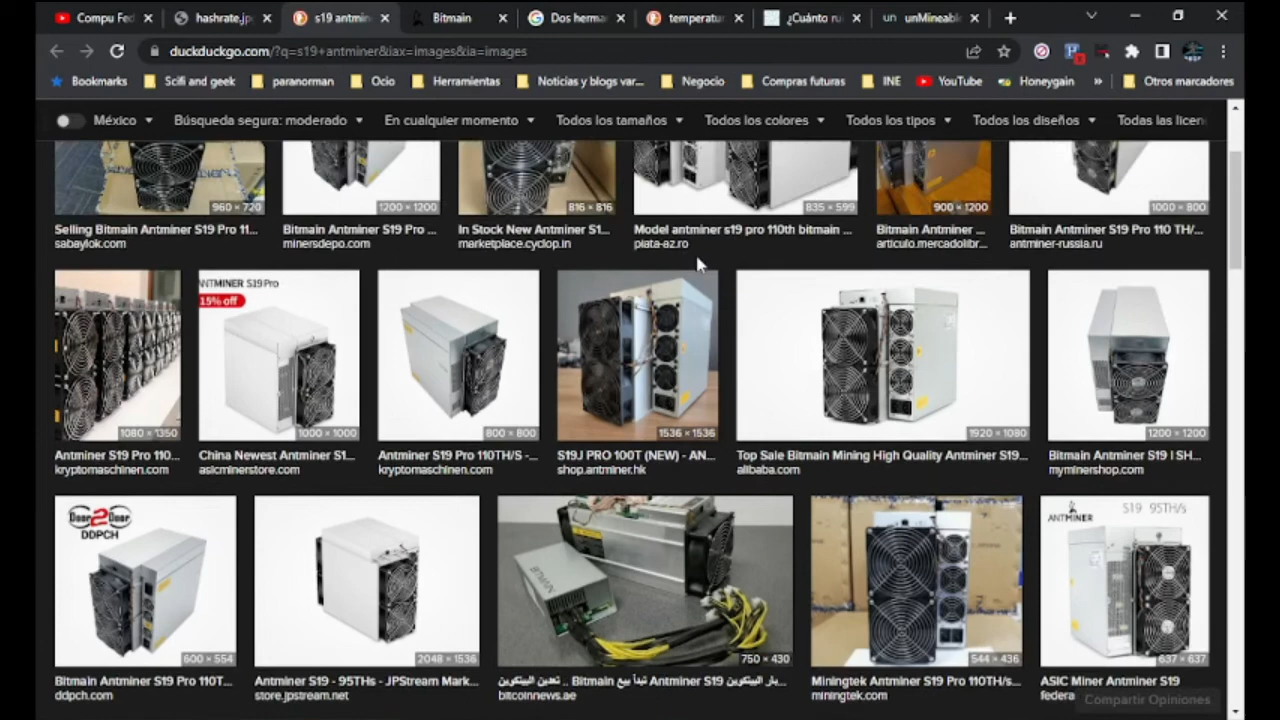 Compu Fed
hashrate.jp
s19 antmin
Bitmain
Dos herma
temperatur
¿Cuánto rui
unMineabl
duckduckgo.com/?q=s19+antminer&iax=images&ia=images
Bookmarks
Scifi and geek
paranorman
Ocio
Herramientas
Noticias y blogs var...
Negocio
Compras futuras
INE
YouTube
Honeygain
»
Otros marcadores
México
Búsqueda segura: moderado
En cualquier momento
Todos los tamaños
Todos los colores
Todos los tipos
Todos los diseños
Todas las licen
960 × 720
1200 × 1200
816 × 816
835 × 599
900 × 1200
1000 × 800
Selling Bitmain Antminer S19 Pro 11...
Bitmain Antminer S19 Pro ...
In Stock New Antminer S1...
Model antminer s19 pro 110th bitmain ...
Bitmain Antminer ...
Bitmain Antminer S19 Pro 110 TH/...
sabaylok.com
minersdepo.com
marketplace.cyclop.in
piata-az.ro
articulo.mercadolibr...
antminer-russia.ru
ANTMINER S19 Pro
15% off
1080 × 1350
1000 × 1000
800 × 800
1536 × 1536
1920 × 1080
1200 × 1200
Antminer S19 Pro 110...
China Newest Antminer S1...
Antminer S19 Pro 110TH/S -...
S19J PRO 100T (NEW) - AN...
Top Sale Bitmain Mining High Quality Antminer S19...
Bitmain Antminer S19 | SH...
kryptomaschinen.com
asicminerstore.com
kryptomaschinen.com
shop.antminer.hk
alibaba.com
myminershop.com
Door2Door
DDPCH
ANTMINER
S19 95TH/s
600 × 554
2048 × 1536
750 × 430
544 × 436
637 × 637
Bitmain Antminer S19 Pro 110T...
Antminer S19 - 95THs - JPStream Mark...
بار البيتكوين Antminer S19 تبدأ بيع Bitmain .. تعدين البيتكوين
Miningtek Antminer S19 Pro 110TH/s...
ASIC Miner Antminer S19
ddpch.com
store.jpstream.net
bitcoinnews.ae
miningtek.com
federa
Compartir Opiniones